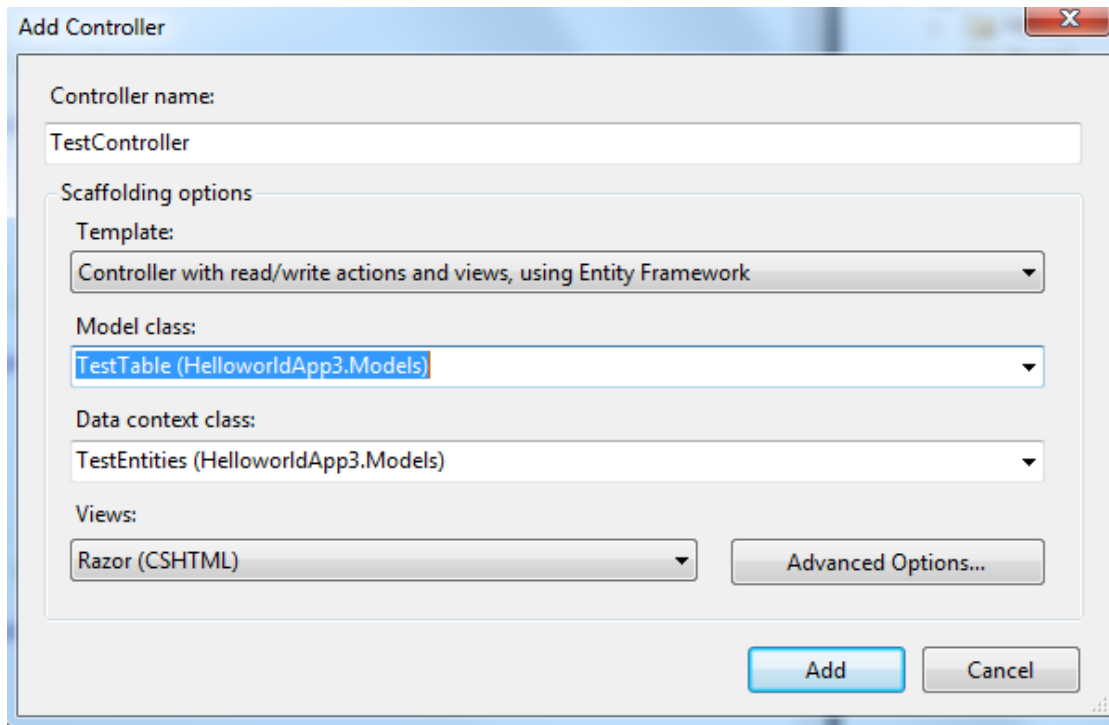 Add Controller
Controller name:
TestController
Scaffolding options
Template:
Controller with read/write actions and views, using Entity Framework
Model class:
TestTable (HelloworldApp3.Models)
Data context class:
TestEntities (HelloworldApp3.Models)
Views:
Razor (CSHTML)
Advanced Options...
Add
Cancel